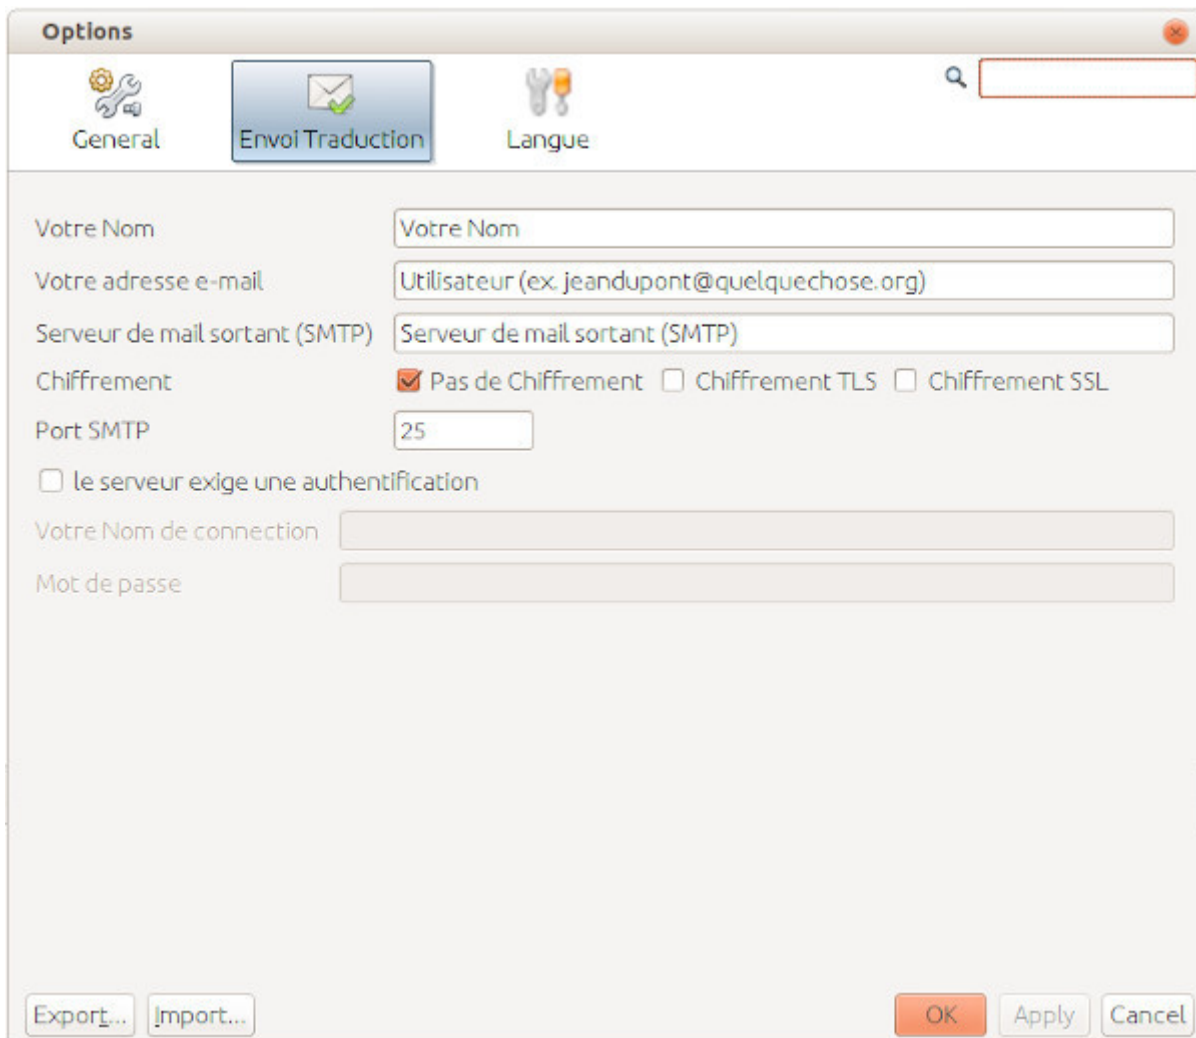 Options
General
Envoi Traduction
Langue
Votre Nom Votre Nom
Votre adresse e-mail Utilisateur (ex. jeandupont@quelquechose.org)
Serveur de mail sortant (SMTP) Serveur de mail sortant (SMTP)
Chiffrement Pas de Chiffrement Chiffrement TLS Chiffrement SSL
Port SMTP 25
le serveur exige une authentification
Votre Nom de connection
Mot de passe
Export... Import... OK Apply Cancel